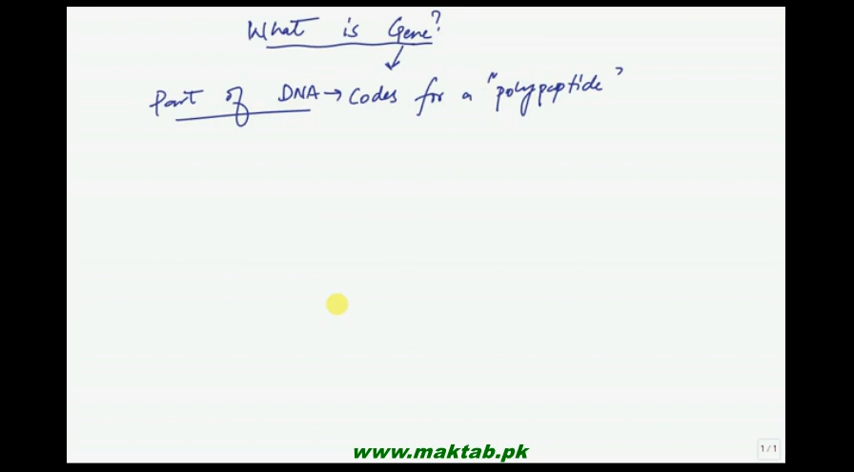 What is Gene?
Part of DNA → Codes for a "polypeptide"
www.maktab.pk
1/1